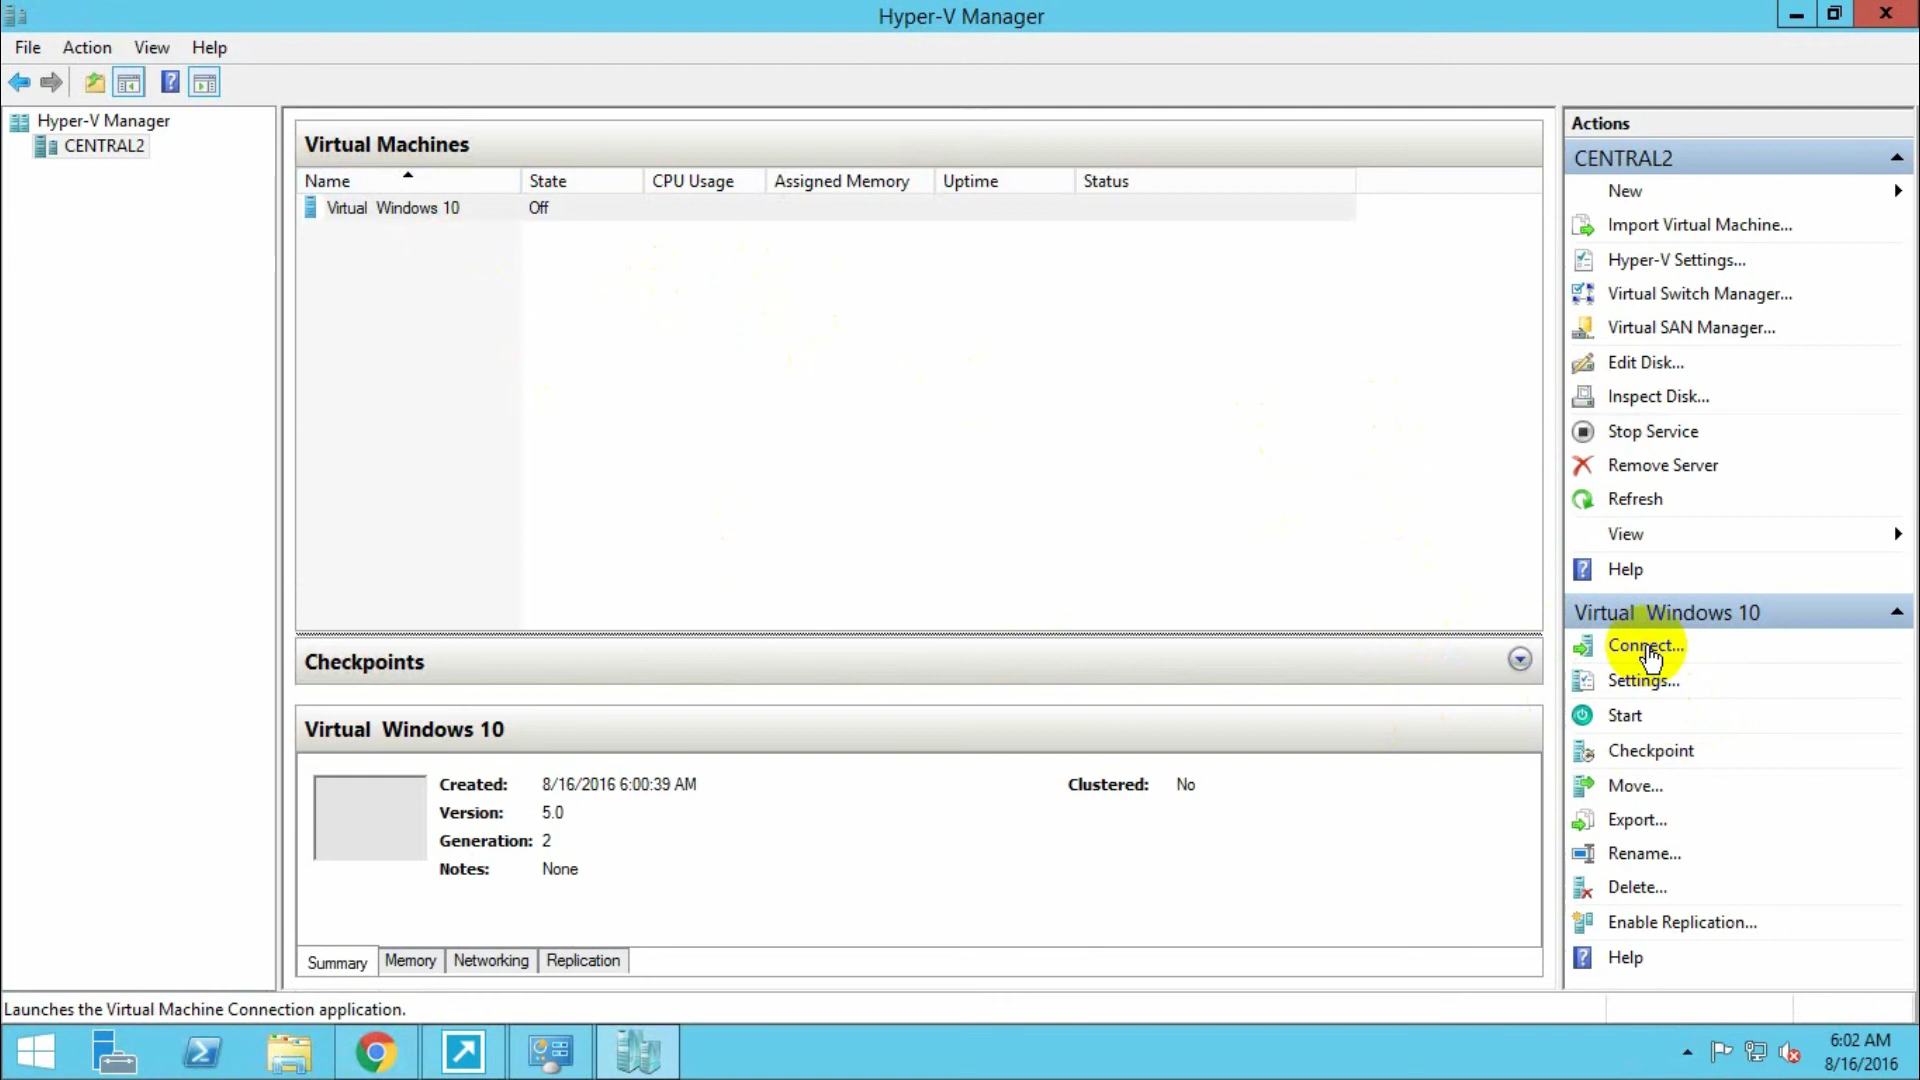 Hyper-V Manager
File Action View Help
Hyper-V Manager
CENTRAL2
Virtual Machines
Name State CPU Usage Assigned Memory Uptime Status
Virtual Windows 10 Off
Checkpoints
Virtual Windows 10
Created: 8/16/2016 6:00:39 AM Clustered: No
Version: 5.0
Generation: 2
Notes: None
Summary Memory Networking Replication
Actions
CENTRAL2
New
Import Virtual Machine...
Hyper-V Settings...
Virtual Switch Manager...
Virtual SAN Manager...
Edit Disk...
Inspect Disk...
Stop Service
Remove Server
Refresh
View
Help
Virtual Windows 10
Connect...
Settings...
Start
Checkpoint
Move...
Export...
Rename...
Delete...
Enable Replication...
Help
Launches the Virtual Machine Connection application.
6:02 AM
8/16/2016